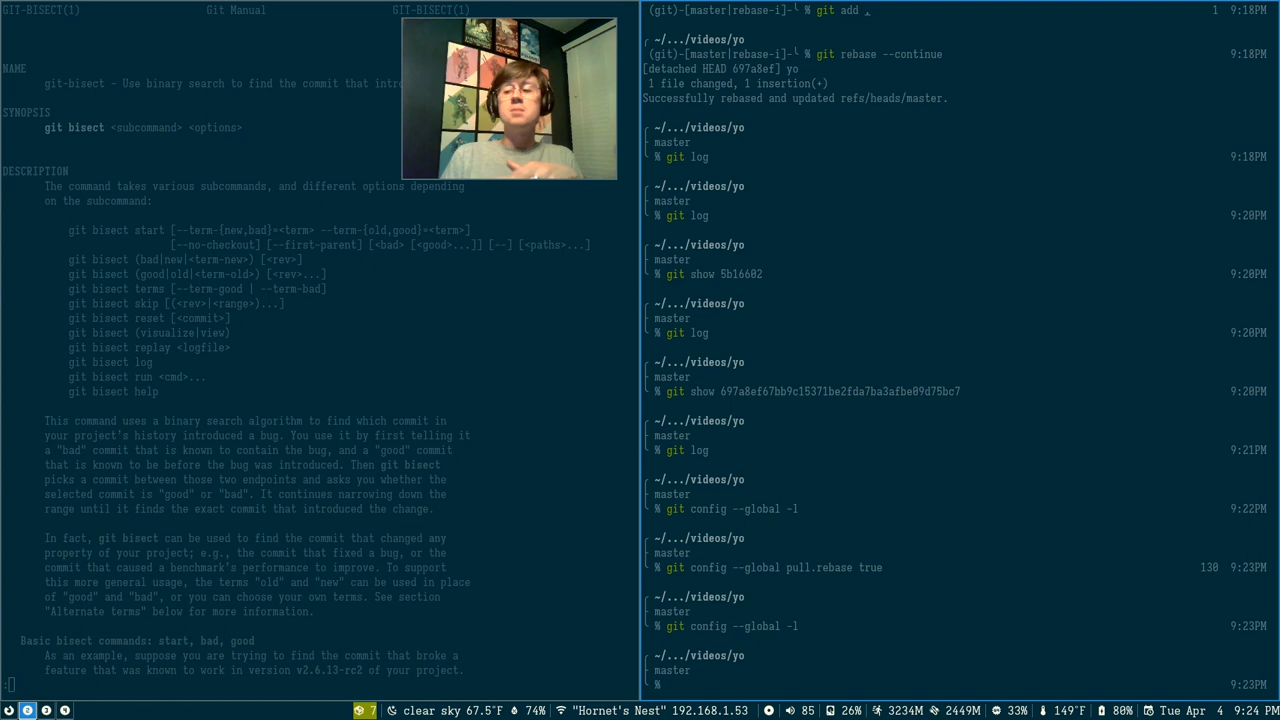 GIT-BISECT(1) Git Manual GIT-BISECT(1)
NAME
git-bisect - Use binary search to find the commit that intro
SYNOPSIS
git bisect <subcommand> <options>
DESCRIPTION
The command takes various subcommands, and different options depending
on the subcommand:
git bisect start [--term-{new,bad}=<term> --term-{old,good}=<term>]
[--no-checkout] [--first-parent] [<bad> [<good>...]] [--] [<paths>...]
git bisect (bad|new|<term-new>) [<rev>]
git bisect (good|old|<term-old>) [<rev>...]
git bisect terms [--term-good | --term-bad]
git bisect skip [(<rev>|<range>)...]
git bisect reset [<commit>]
git bisect (visualize|view)
git bisect replay <logfile>
git bisect log
git bisect run <cmd>...
git bisect help
This command uses a binary search algorithm to find which commit in
your project's history introduced a bug. You use it by first telling it
a "bad" commit that is known to contain the bug, and a "good" commit
that is known to be before the bug was introduced. Then git bisect
picks a commit between those two endpoints and asks you whether the
selected commit is "good" or "bad". It continues narrowing down the
range until it finds the exact commit that introduced the change.
In fact, git bisect can be used to find the commit that changed any
property of your project; e.g., the commit that fixed a bug, or the
commit that caused a benchmark's performance to improve. To support
this more general usage, the terms "old" and "new" can be used in place
of "good" and "bad", or you can choose your own terms. See section
"Alternate terms" below for more information.
Basic bisect commands: start, bad, good
As an example, suppose you are trying to find the commit that broke a
feature that was known to work in version v2.6.13-rc2 of your project.
:
(git)-[master|rebase-i]-╰ % git add . 1 9:18PM
~/.../videos/yo
(git)-[master|rebase-i]-╰ % git rebase --continue 9:18PM
[detached HEAD 697a8ef] yo
1 file changed, 1 insertion(+)
Successfully rebased and updated refs/heads/master.
~/.../videos/yo
master
% git log 9:18PM
~/.../videos/yo
master
% git log 9:20PM
~/.../videos/yo
master
% git show 5b16602 9:20PM
~/.../videos/yo
master
% git log 9:20PM
~/.../videos/yo
master
% git show 697a8ef67bb9c15371be2fda7ba3afbe09d75bc7 9:20PM
~/.../videos/yo
master
% git log 9:21PM
~/.../videos/yo
master
% git config --global -l 9:22PM
~/.../videos/yo
master
% git config --global pull.rebase true 130 9:23PM
~/.../videos/yo
master
% git config --global -l 9:23PM
~/.../videos/yo
master
% 9:23PM
7 clear sky 67.5°F 74% "Hornet's Nest" 192.168.1.53 85 26% 3234M 2449M 33% 149°F 80% Tue Apr 4 9:24 PM